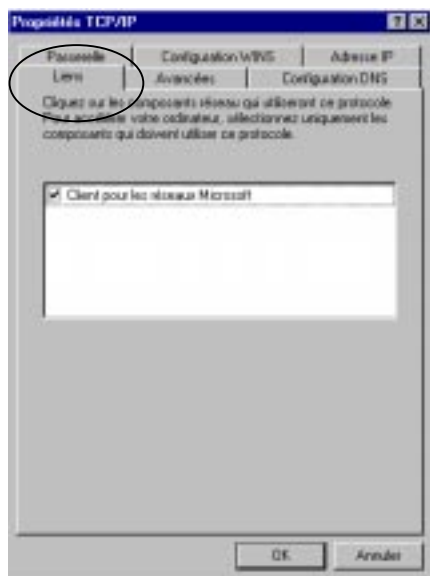 Propriétés TCP/IP
Passerelle Configuration WINS Adresse IP
Liens Avancées Configuration DNS
Cliquez sur les composants réseau qui utiliseront ce protocole.
Pour accélérer votre ordinateur, sélectionnez uniquement les
composants qui doivent utiliser ce protocole.
Client pour les réseaux Microsoft
OK Annuler